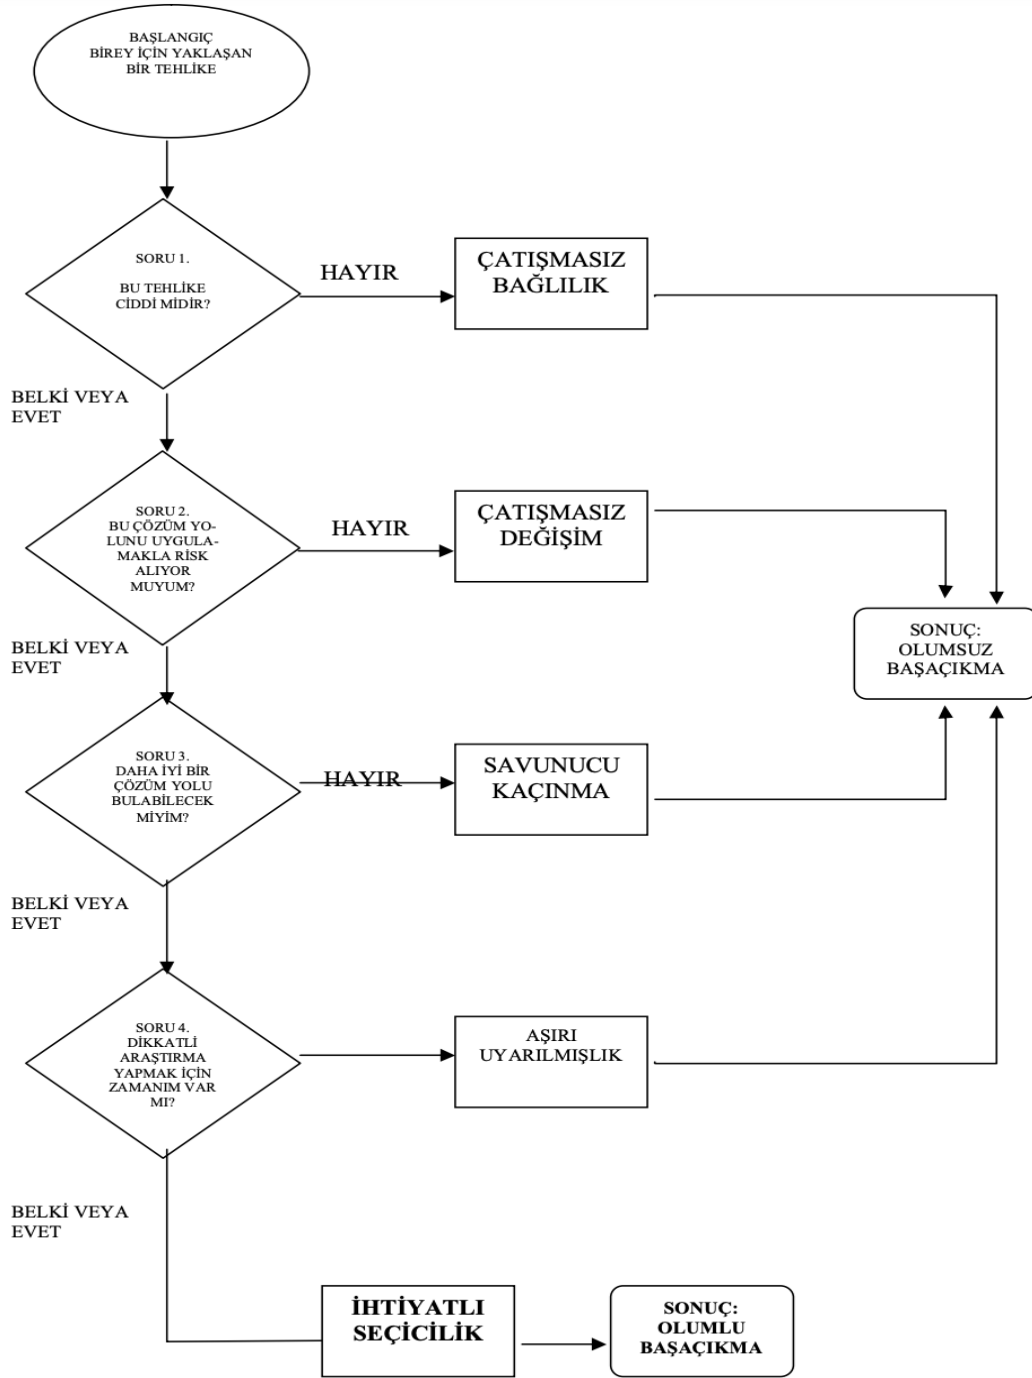 BAŞLANGIÇ
BİREY İÇİN YAKLAŞAN
BİR TEHLİKE
SORU 1.
BU TEHLİKE
CİDDİ MİDİR?
HAYIR
ÇATIŞMASIZ
BAĞLILIK
BELKİ VEYA
EVET
SORU 2.
BU ÇÖZÜM YO-
LUNU UYGULA-
MAKLA RİSK
ALIYOR
MUYUM?
HAYIR
ÇATIŞMASIZ
DEĞİŞİM
SONUÇ:
OLUMSUZ
BAŞAÇIKMA
BELKİ VEYA
EVET
SORU 3.
DAHA İYİ BİR
ÇÖZÜM YOLU
BULABİLECEK
MİYİM?
HAYIR
SAVUNUCU
KAÇINMA
BELKİ VEYA
EVET
SORU 4.
DİKKATLİ
ARAŞTIRMA
YAPMAK İÇİN
ZAMANIM VAR
MI?
AŞIRI
UYARILMIŞLIK
BELKİ VEYA
EVET
İHTİYATLI
SEÇİCİLİK
SONUÇ:
OLUMLU
BAŞAÇIKMA